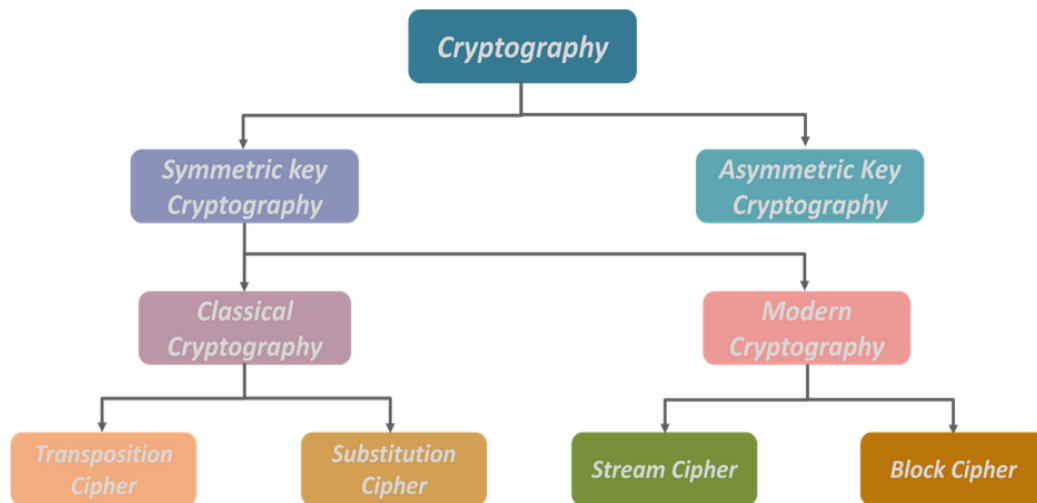 Cryptography
Symmetric key
Cryptography
Asymmetric Key
Cryptography
Classical
Cryptography
Modern
Cryptography
Transposition
Cipher
Substitution
Cipher
Stream Cipher
Block Cipher